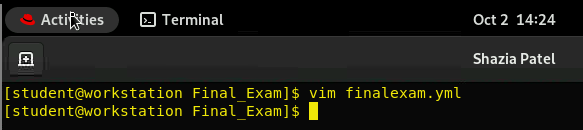 Activities Terminal Oct 2 14:24
Shazia Patel
[student@workstation Final_Exam]$ vim finalexam.yml
[student@workstation Final_Exam]$